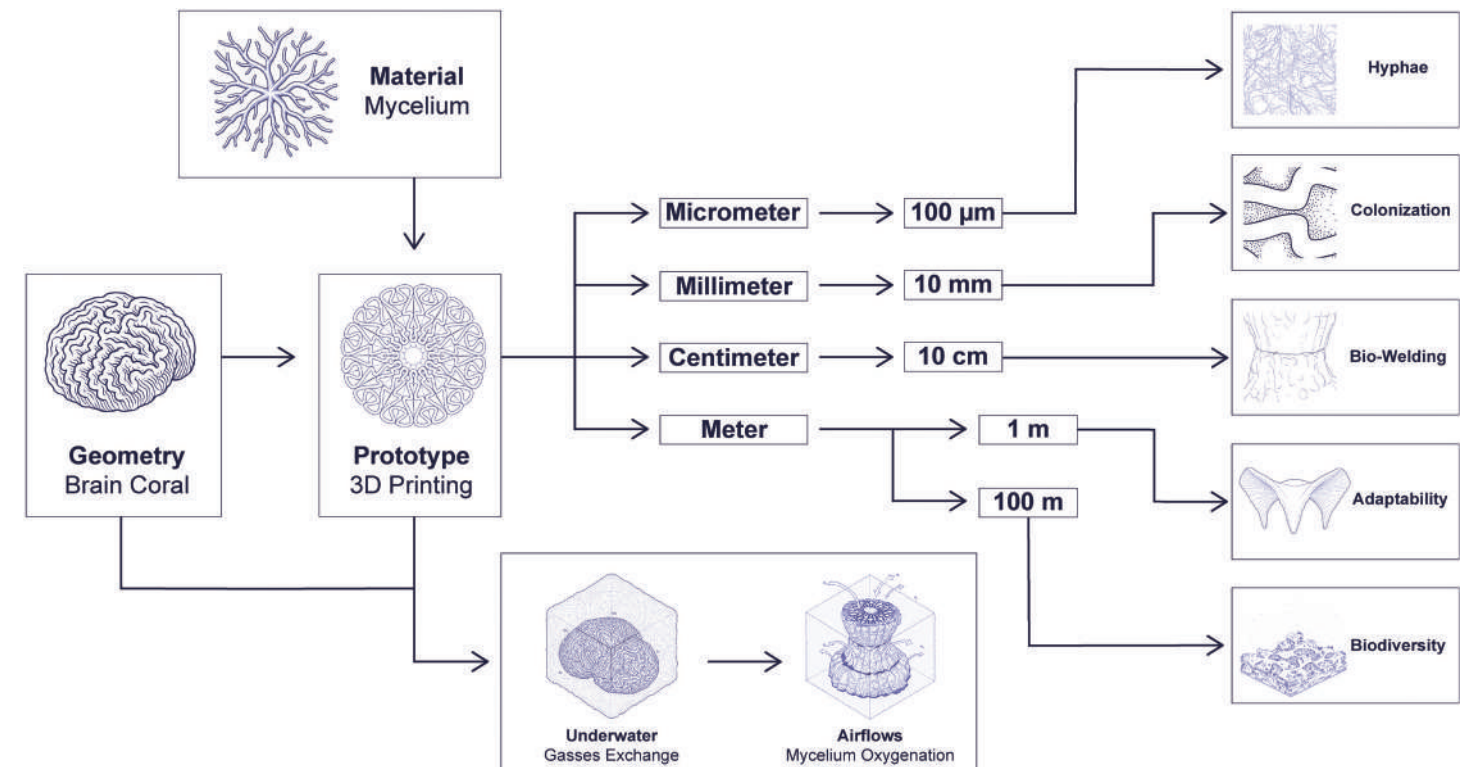 Material
Mycelium
Hyphae
Colonization
Micrometer
100 µm
Millimeter
10 mm
Centimeter
10 cm
Bio-Welding
Meter
1 m
Geometry
Brain Coral
Prototype
3D Printing
100 m
Adaptability
Biodiversity
Underwater
Gasses Exchange
Airflows
Mycelium Oxygenation